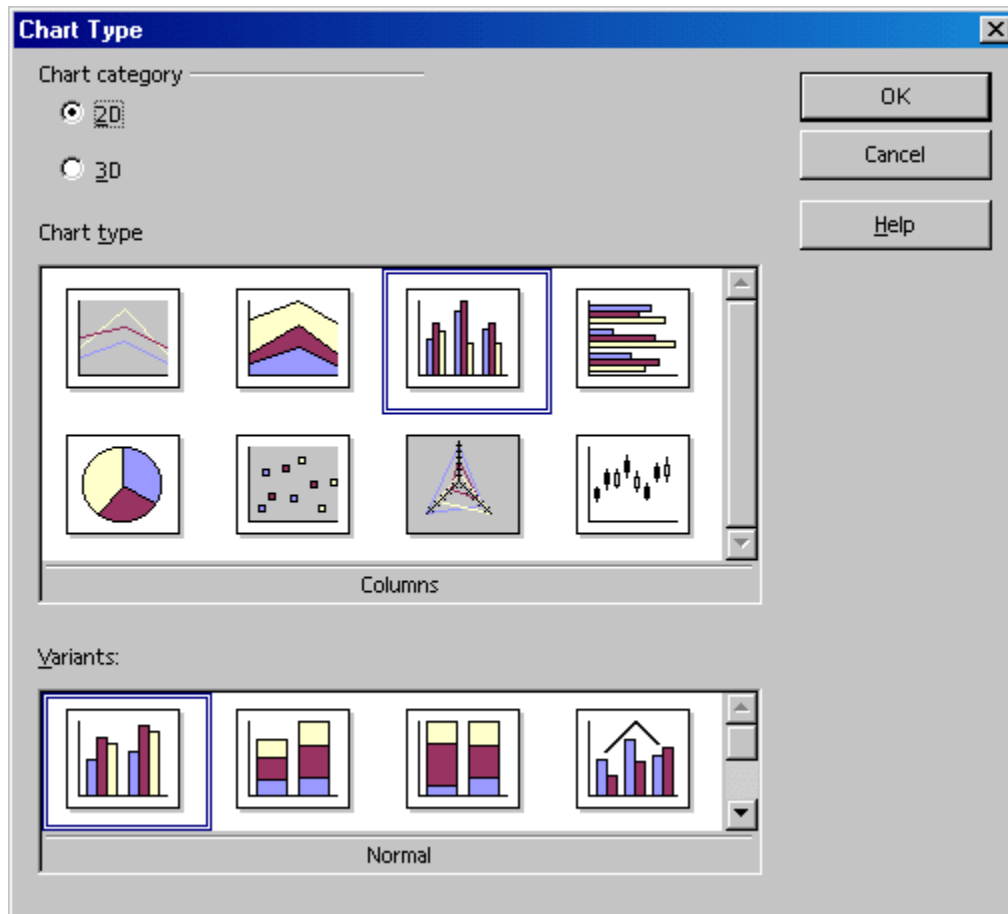 Chart Type
Chart category
2D
3D
OK
Cancel
Help
Chart type
Columns
Variants:
Normal